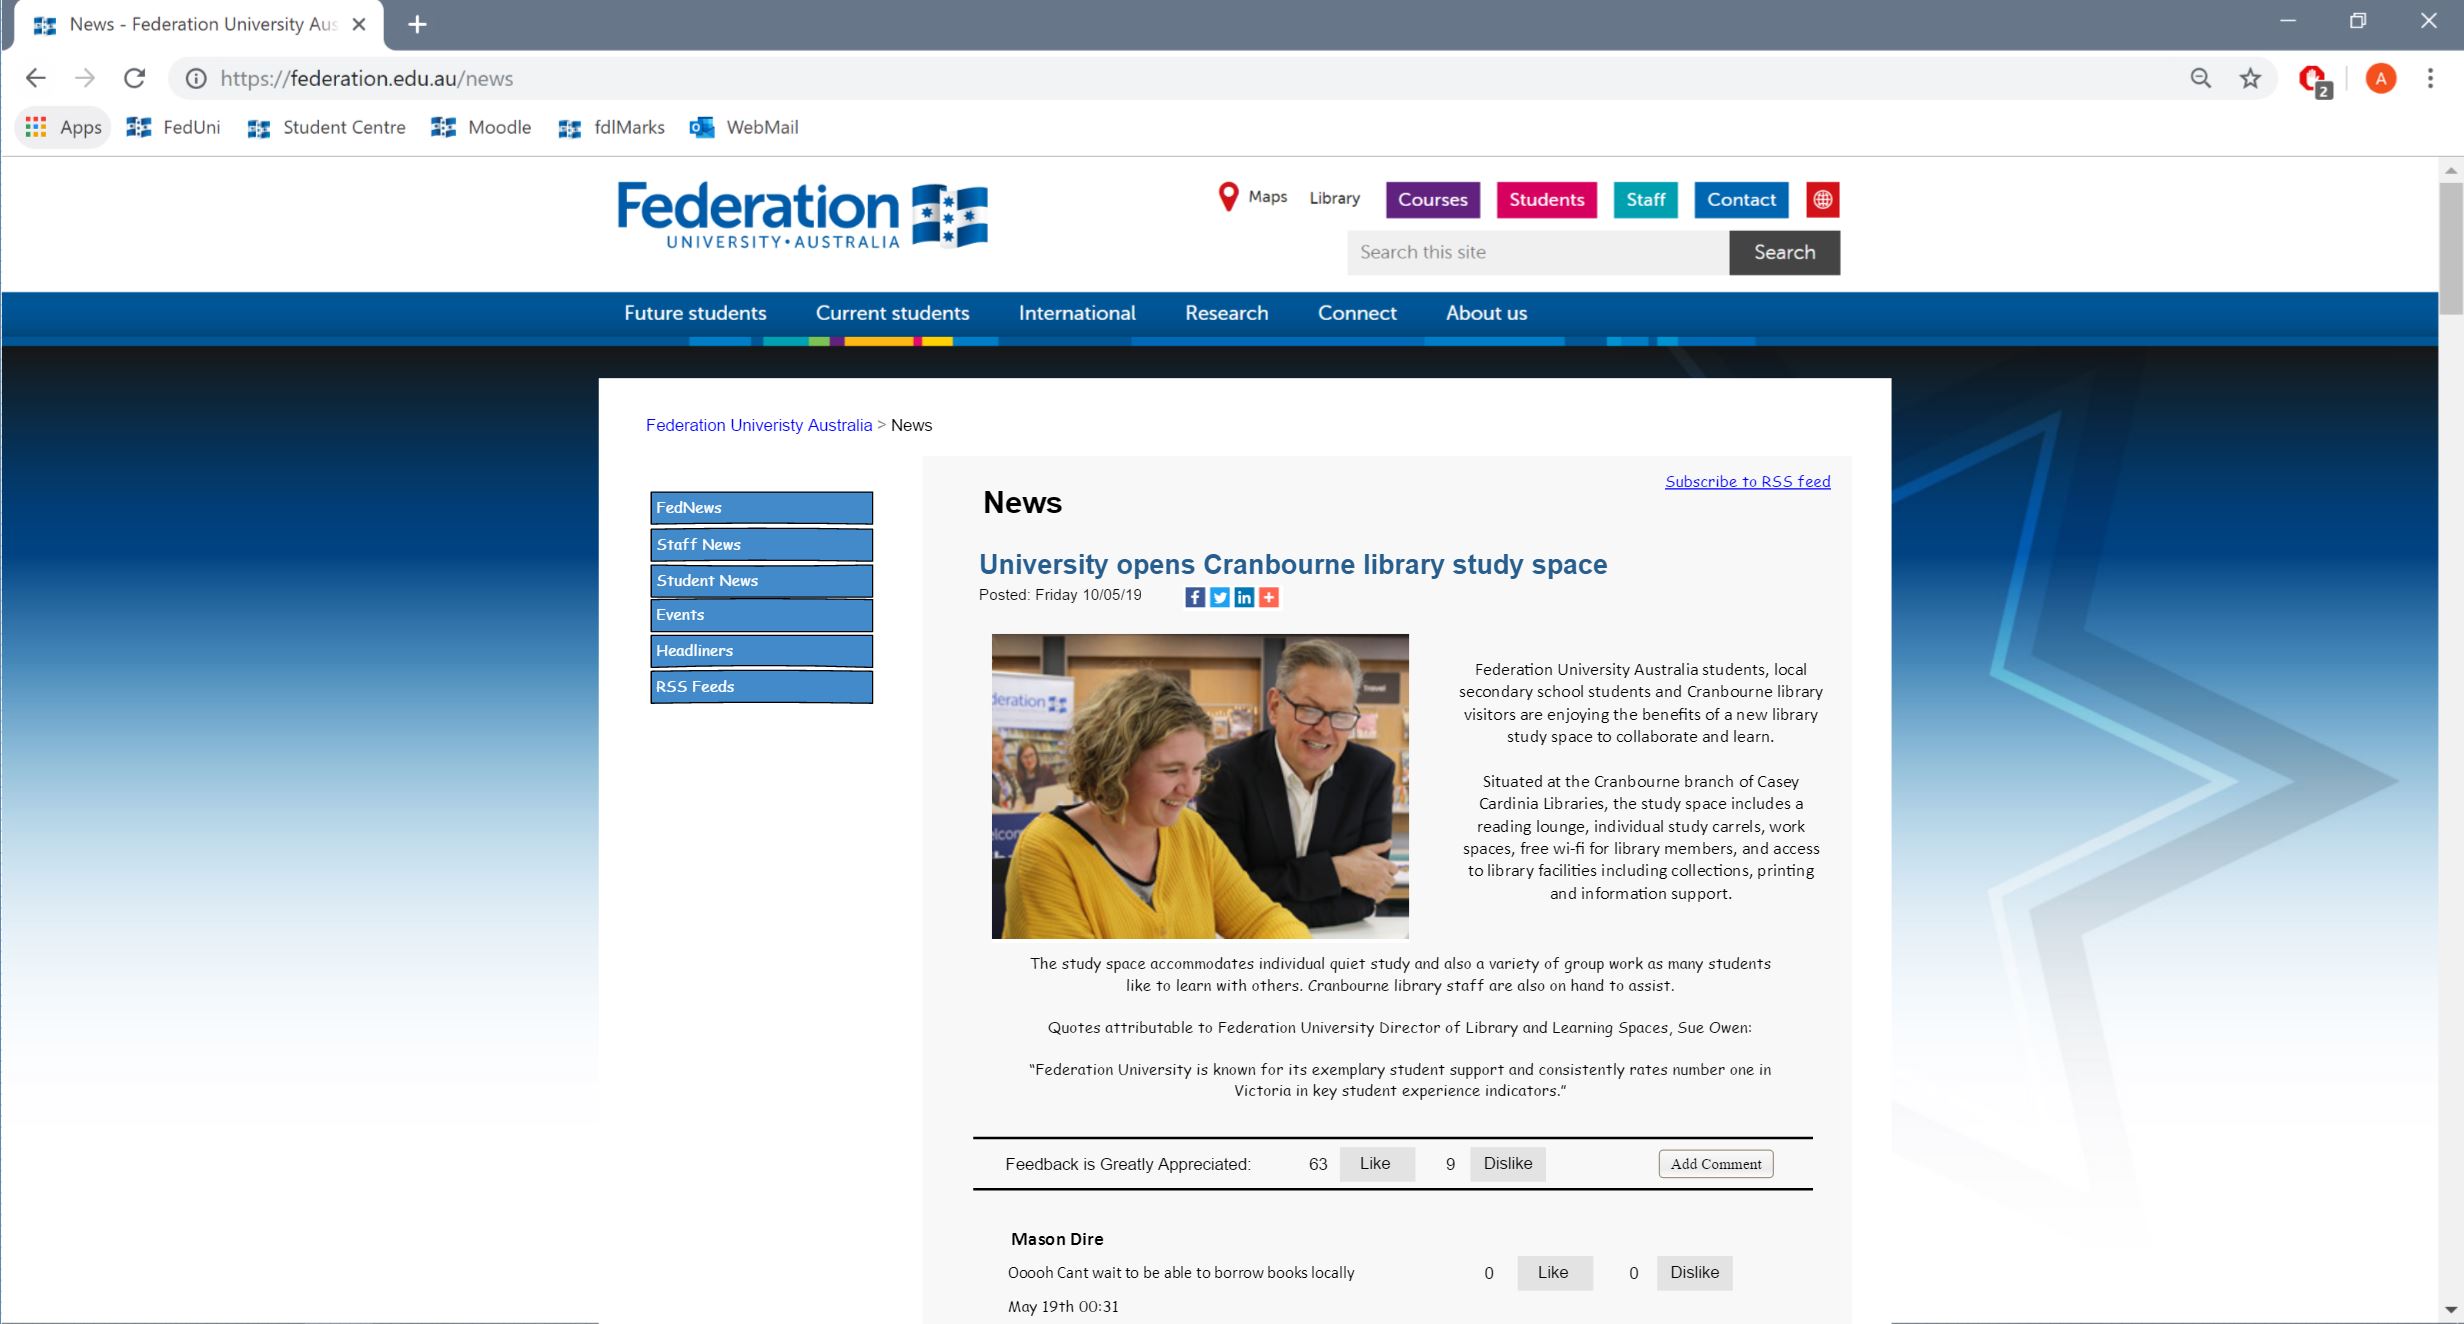 News - Federation University Aus
https://federation.edu.au/news
2
A
Apps FedUni Student Centre Moodle fdlMarks WebMail
Federation
UNIVERSITY • AUSTRALIA
Maps Library Courses Students Staff Contact
Search this site Search
Future students Current students International Research Connect About us
Federation Univeristy Australia > News
FedNews
Staff News
Student News
Events
Headliners
RSS Feeds
Subscribe to RSS feed
News
University opens Cranbourne library study space
Posted: Friday 10/05/19
deration
Travel
elcom
Federation University Australia students, local
secondary school students and Cranbourne library
visitors are enjoying the benefits of a new library
study space to collaborate and learn.
Situated at the Cranbourne branch of Casey
Cardinia Libraries, the study space includes a
reading lounge, individual study carrels, work
spaces, free wi-fi for library members, and access
to library facilities including collections, printing
and information support.
The study space accommodates individual quiet study and also a variety of group work as many students
like to learn with others. Cranbourne library staff are also on hand to assist.
Quotes attributable to Federation University Director of Library and Learning Spaces, Sue Owen:
“Federation University is known for its exemplary student support and consistently rates number one in
Victoria in key student experience indicators.”
Feedback is Greatly Appreciated: 63 Like 9 Dislike Add Comment
Mason Dire
Ooooh Cant wait to be able to borrow books locally 0 Like 0 Dislike
May 19th 00:31